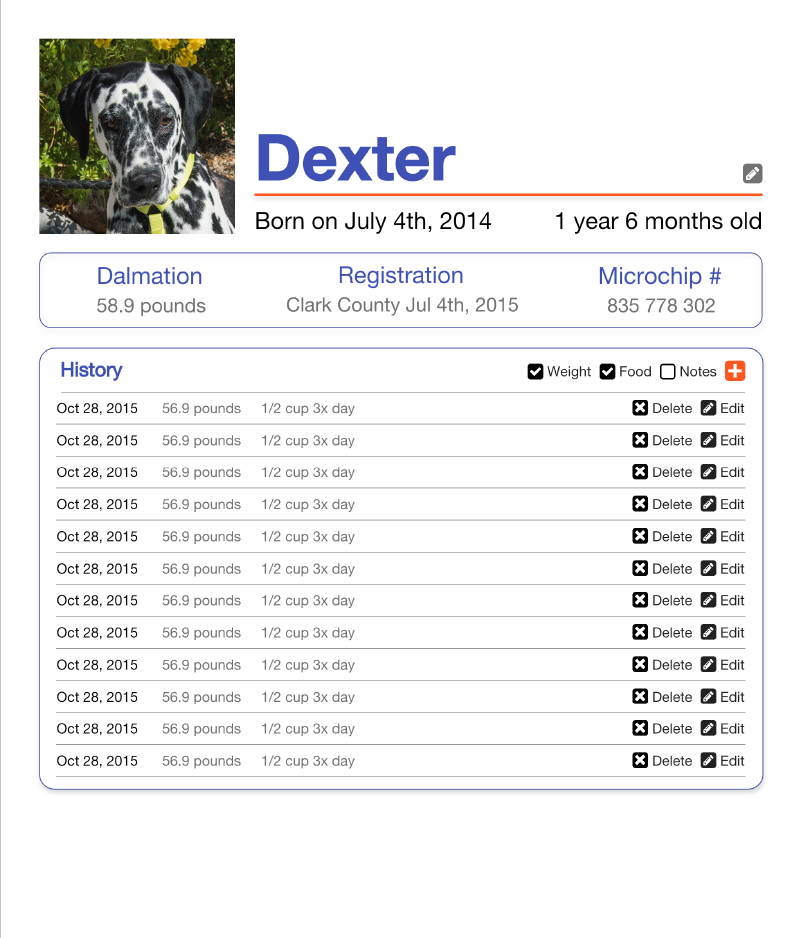 Dexter
Born on July 4th, 2014 1 year 6 months old
Dalmation Registration Microchip #
58.9 pounds Clark County Jul 4th, 2015 835 778 302
History Weight Food Notes
Oct 28, 2015 56.9 pounds 1/2 cup 3x day Delete Edit
Oct 28, 2015 56.9 pounds 1/2 cup 3x day Delete Edit
Oct 28, 2015 56.9 pounds 1/2 cup 3x day Delete Edit
Oct 28, 2015 56.9 pounds 1/2 cup 3x day Delete Edit
Oct 28, 2015 56.9 pounds 1/2 cup 3x day Delete Edit
Oct 28, 2015 56.9 pounds 1/2 cup 3x day Delete Edit
Oct 28, 2015 56.9 pounds 1/2 cup 3x day Delete Edit
Oct 28, 2015 56.9 pounds 1/2 cup 3x day Delete Edit
Oct 28, 2015 56.9 pounds 1/2 cup 3x day Delete Edit
Oct 28, 2015 56.9 pounds 1/2 cup 3x day Delete Edit
Oct 28, 2015 56.9 pounds 1/2 cup 3x day Delete Edit
Oct 28, 2015 56.9 pounds 1/2 cup 3x day Delete Edit